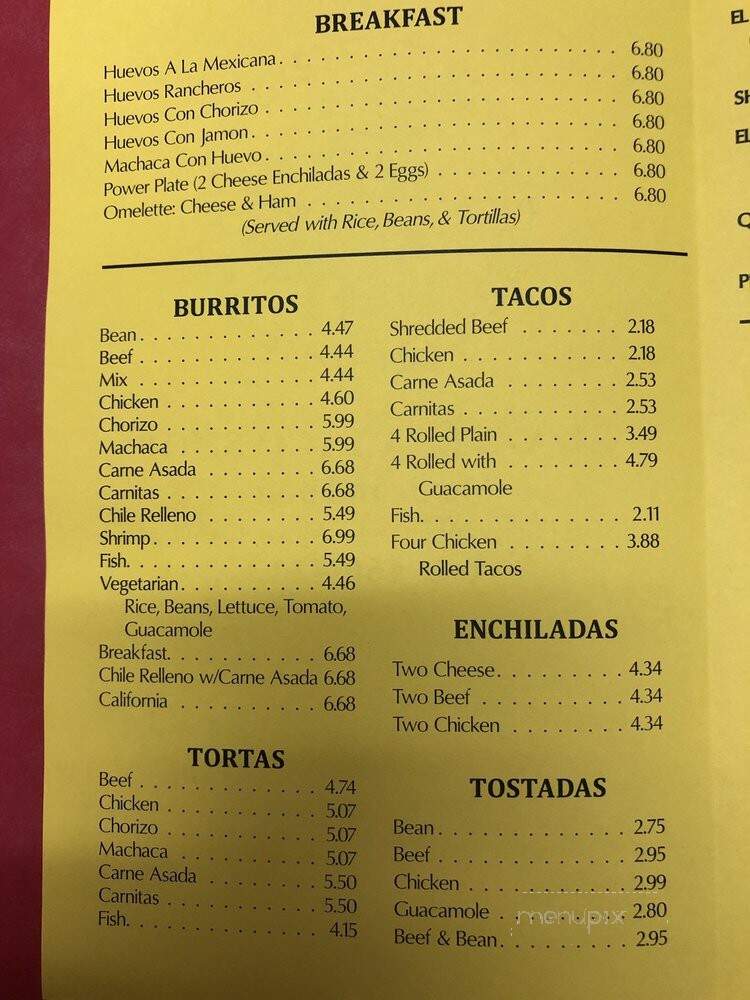 BREAKFAST
Huevos A La Mexicana. . . . . . . . . . . . . . . . . . . . . . . . . 6.80
Huevos Rancheros . . . . . . . . . . . . . . . . . . . . . . . . . . . 6.80
Huevos Con Chorizo . . . . . . . . . . . . . . . . . . . . . . . . . . 6.80
Huevos Con Jamon. . . . . . . . . . . . . . . . . . . . . . . . . . . 6.80
Machaca Con Huevo. . . . . . . . . . . . . . . . . . . . . . . . . . 6.80
Power Plate (2 Cheese Enchiladas & 2 Eggs) . . . . . . . . . . . . . 6.80
Omelette: Cheese & Ham . . . . . . . . . . . . . . . . . . . . . . . 6.80
(Served with Rice, Beans, & Tortillas)
BURRITOS
Bean. . . . . . . . . . . . . 4.47
Beef . . . . . . . . . . . . . 4.44
Mix . . . . . . . . . . . . . 4.44
Chicken . . . . . . . . . . . 4.60
Chorizo . . . . . . . . . . . 5.99
Machaca . . . . . . . . . . 5.99
Carne Asada . . . . . . . . 6.68
Carnitas . . . . . . . . . . . 6.68
Chile Relleno . . . . . . . . 5.49
Shrimp. . . . . . . . . . . . 6.99
Fish. . . . . . . . . . . . . . 5.49
Vegetarian. . . . . . . . . . 4.46
Rice, Beans, Lettuce, Tomato,
Guacamole
Breakfast. . . . . . . . . . . 6.68
Chile Relleno w/Carne Asada 6.68
California . . . . . . . . . . 6.68
TORTAS
Beef . . . . . . . . . . . . . 4.74
Chicken . . . . . . . . . . . 5.07
Chorizo . . . . . . . . . . . 5.07
Machaca . . . . . . . . . . 5.07
Carne Asada . . . . . . . . 5.50
Carnitas . . . . . . . . . . . 5.50
Fish. . . . . . . . . . . . . . 4.15
TACOS
Shredded Beef . . . . . . . 2.18
Chicken . . . . . . . . . . . 2.18
Carne Asada . . . . . . . . 2.53
Carnitas . . . . . . . . . . . 2.53
4 Rolled Plain . . . . . . . . 3.49
4 Rolled with . . . . . . . . 4.79
Guacamole
Fish. . . . . . . . . . . . . . 2.11
Four Chicken . . . . . . . . 3.88
Rolled Tacos
ENCHILADAS
Two Cheese. . . . . . . . . 4.34
Two Beef . . . . . . . . . . 4.34
Two Chicken . . . . . . . . 4.34
TOSTADAS
Bean. . . . . . . . . . . . . 2.75
Beef . . . . . . . . . . . . . 2.95
Chicken . . . . . . . . . . . 2.99
Guacamole . . . . . . . . . 2.80
Beef & Bean. . . . . . . . . 2.95
menupix
EL
SH
EL
Q